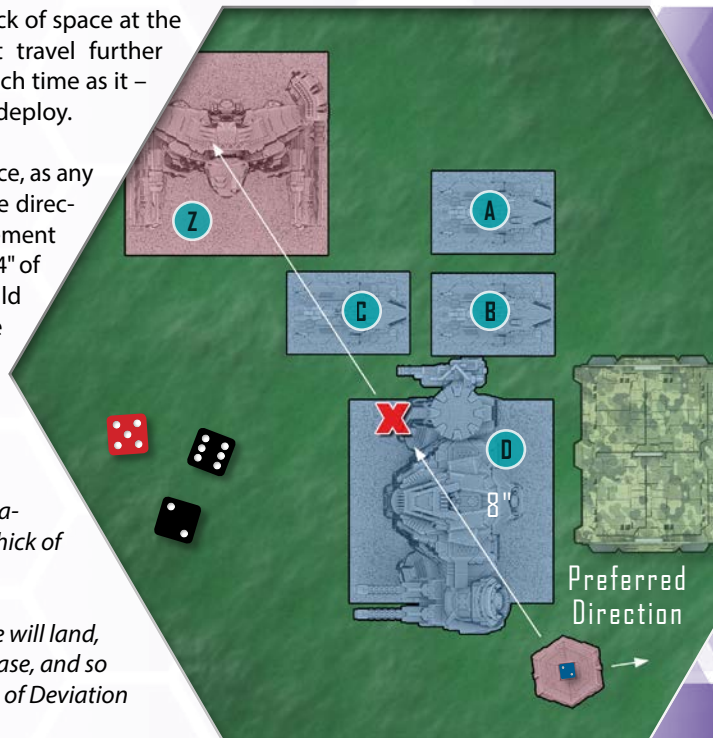 ck of space at the
t travel further
ch time as it –
deploy.
ce, as any
e direc-
ement
4" of
ld
e
a-
hick of
e will land,
ase, and so
of Deviation
Z
A
C
B
X
D
8"
Preferred
Direction